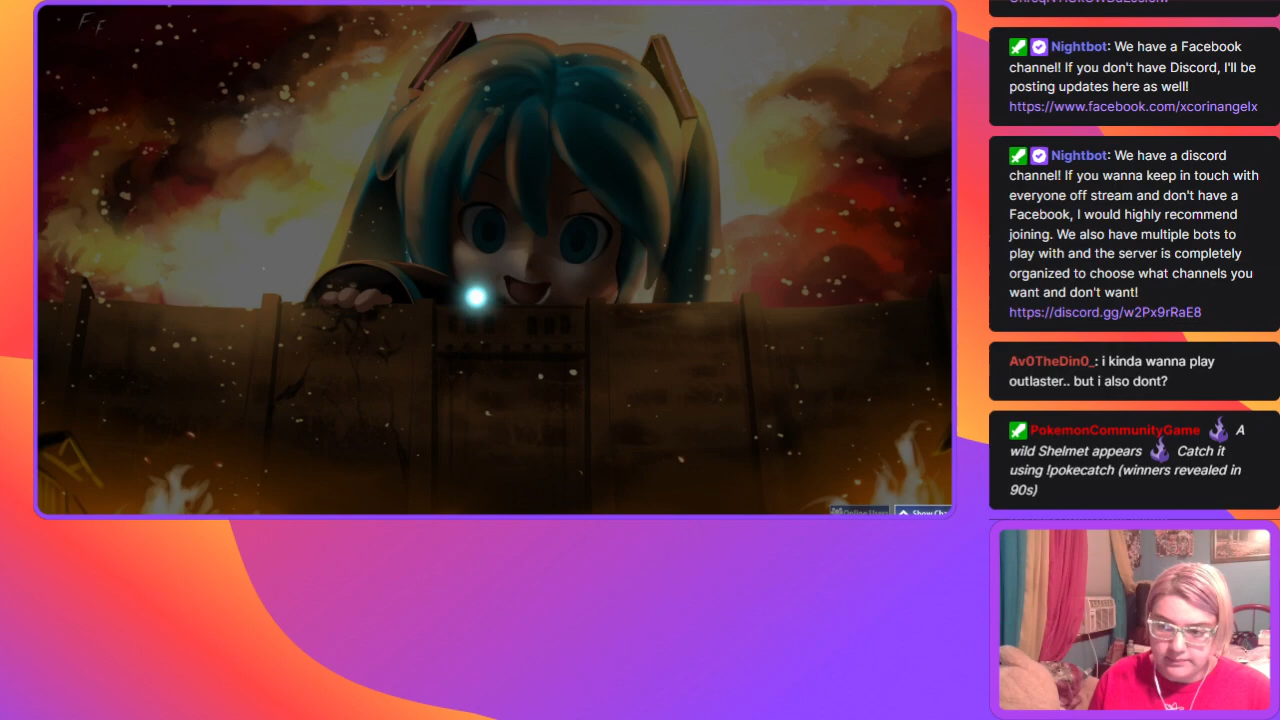 F F
Nightbot: We have a Facebook
channel! If you don't have Discord, I'll be
posting updates here as well!
https://www.facebook.com/xcorinangelx
Nightbot: We have a discord
channel! If you wanna keep in touch with
everyone off stream and don't have a
Facebook, I would highly recommend
joining. We also have multiple bots to
play with and the server is completely
organized to choose what channels you
want and don't want!
https://discord.gg/w2Px9rRaE8
Av0TheDin0_: i kinda wanna play
outlaster.. but i also dont?
PokemonCommunityGame A
wild Shelmet appears Catch it
using !pokecatch (winners revealed in
90s)
Online Users
Show Cha